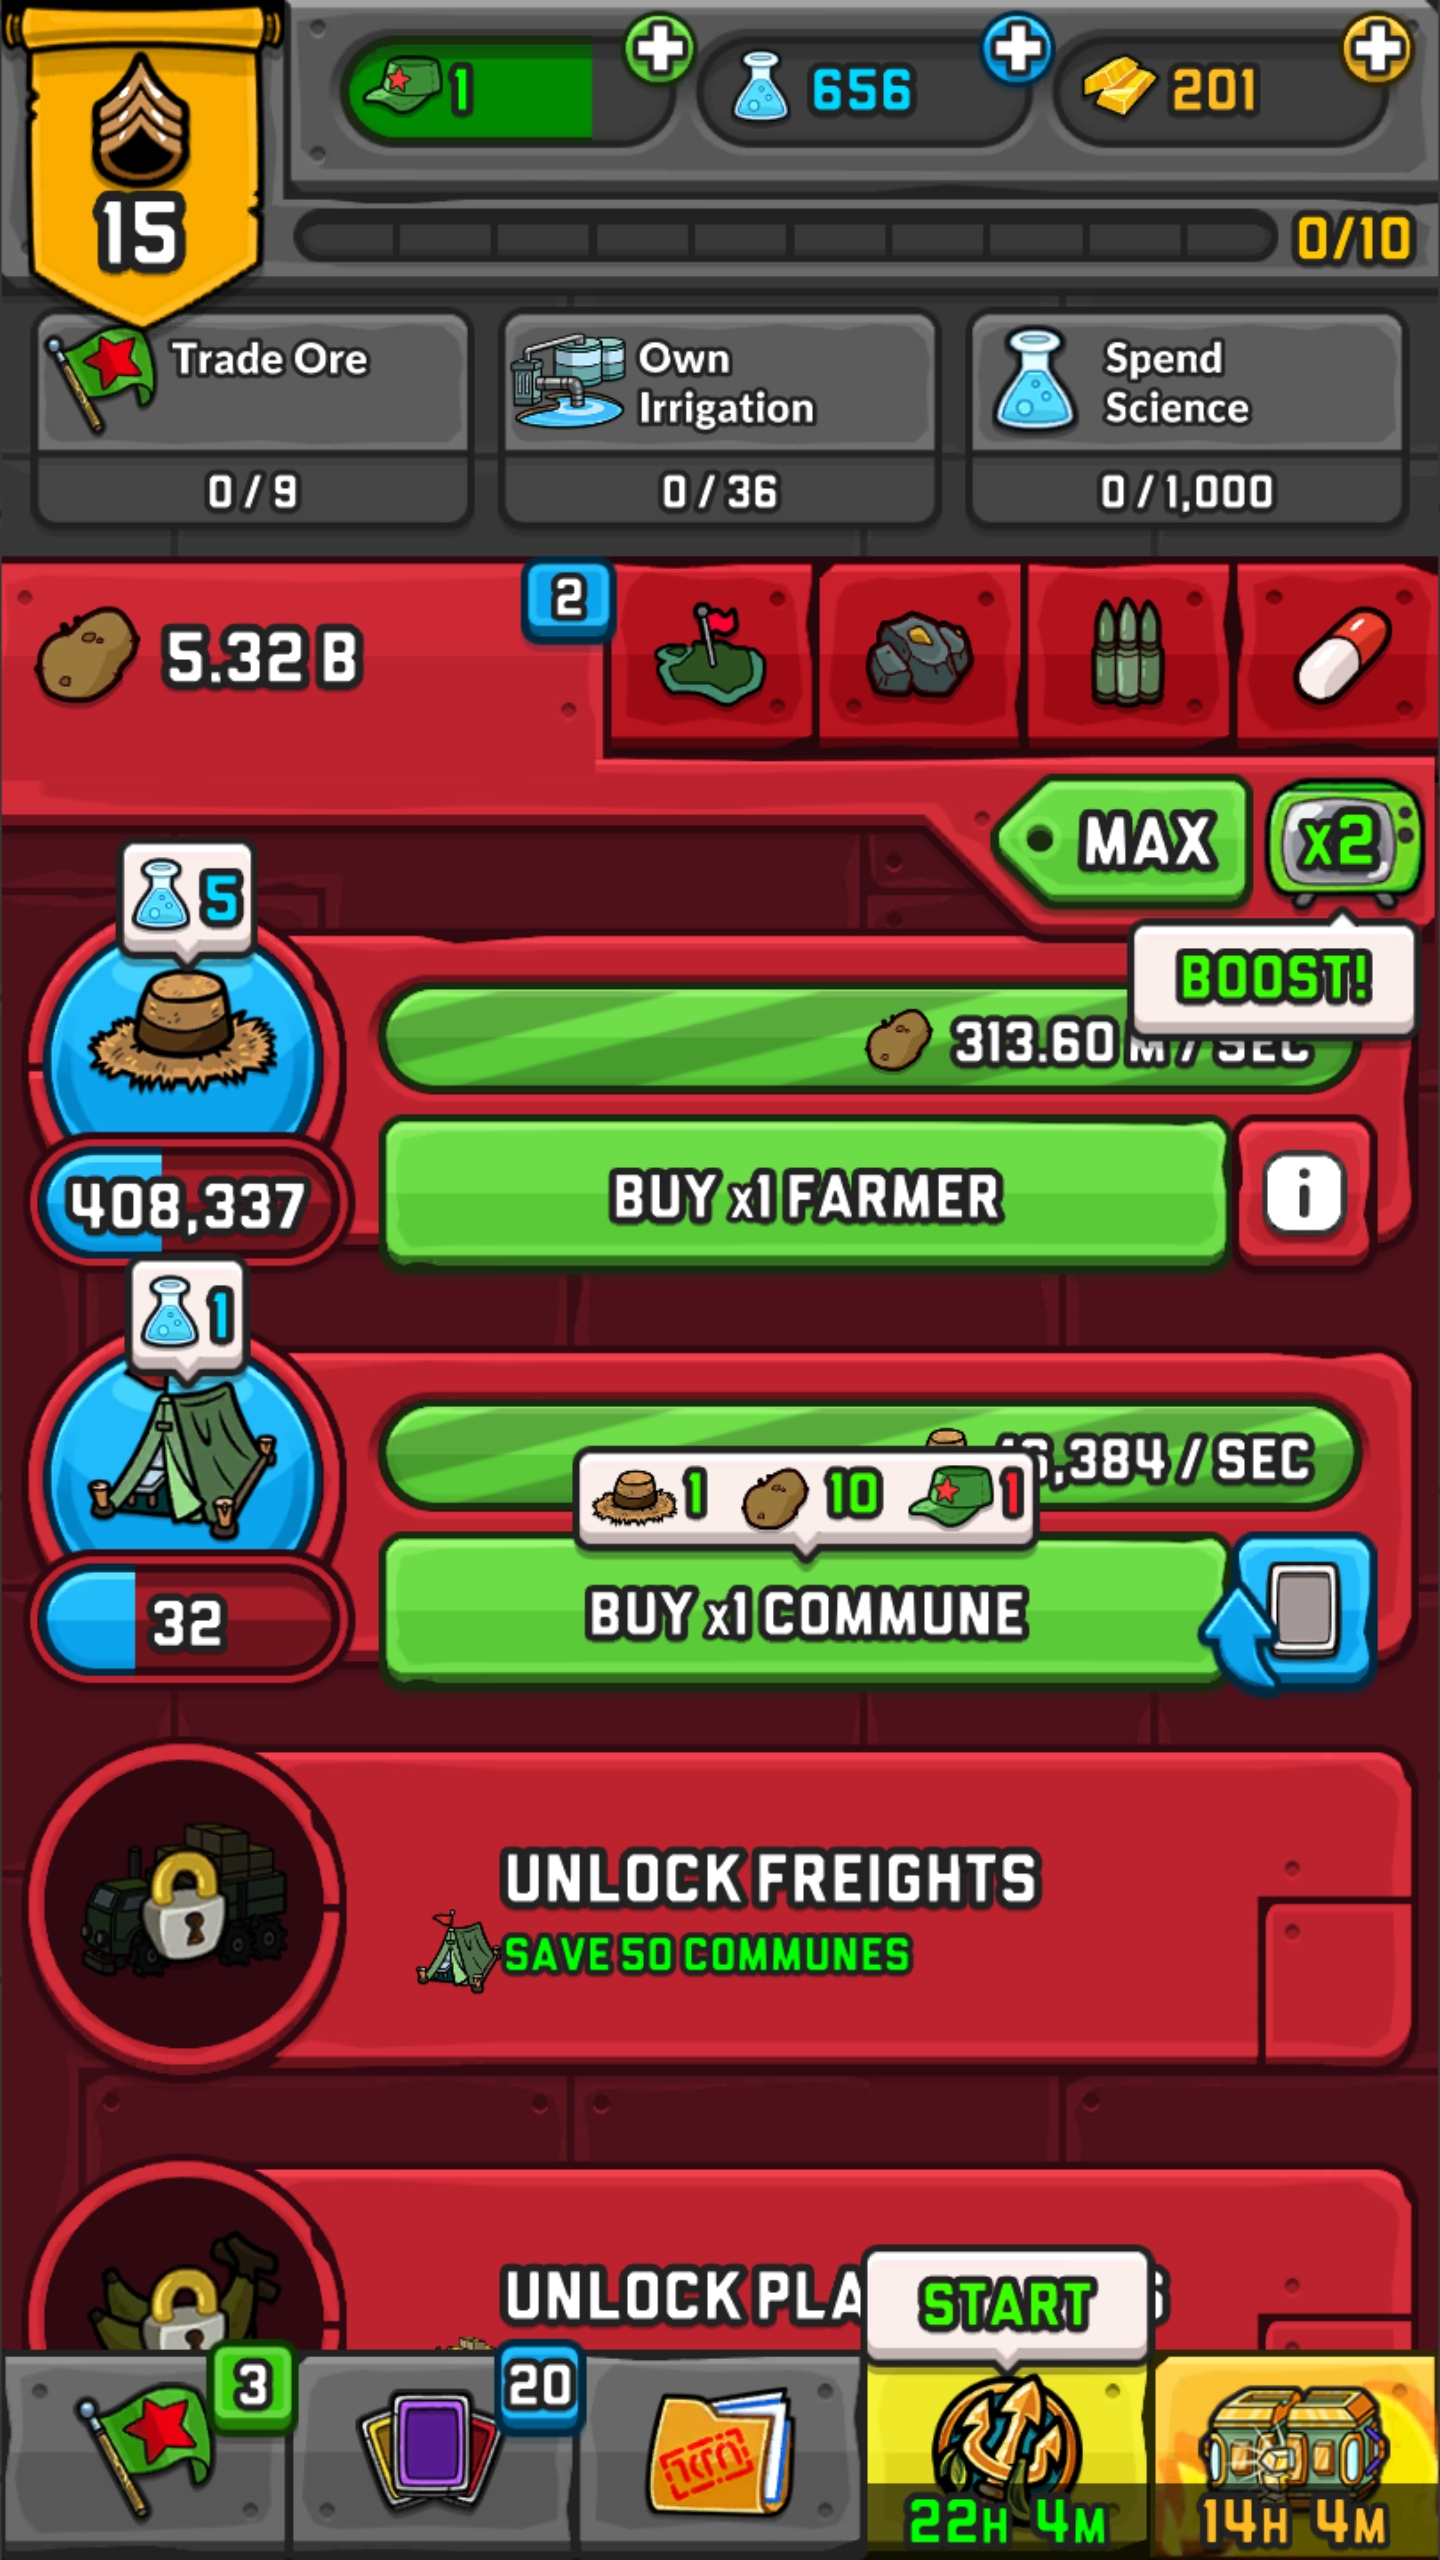 1
656
201
15
0/10
Trade Ore
0 / 9
Own
Irrigation
0 / 36
Spend
Science
0 / 1,000
5.32 B
2
MAX
x2
BOOST!
5
313.60 M / SEC
408,337
BUY x1 FARMER
i
1
6,384 / SEC
1 10 1
32
BUY x1 COMMUNE
UNLOCK FREIGHTS
SAVE 50 COMMUNES
UNLOCK PLA
START
3
20
22H 4M
14H 4M